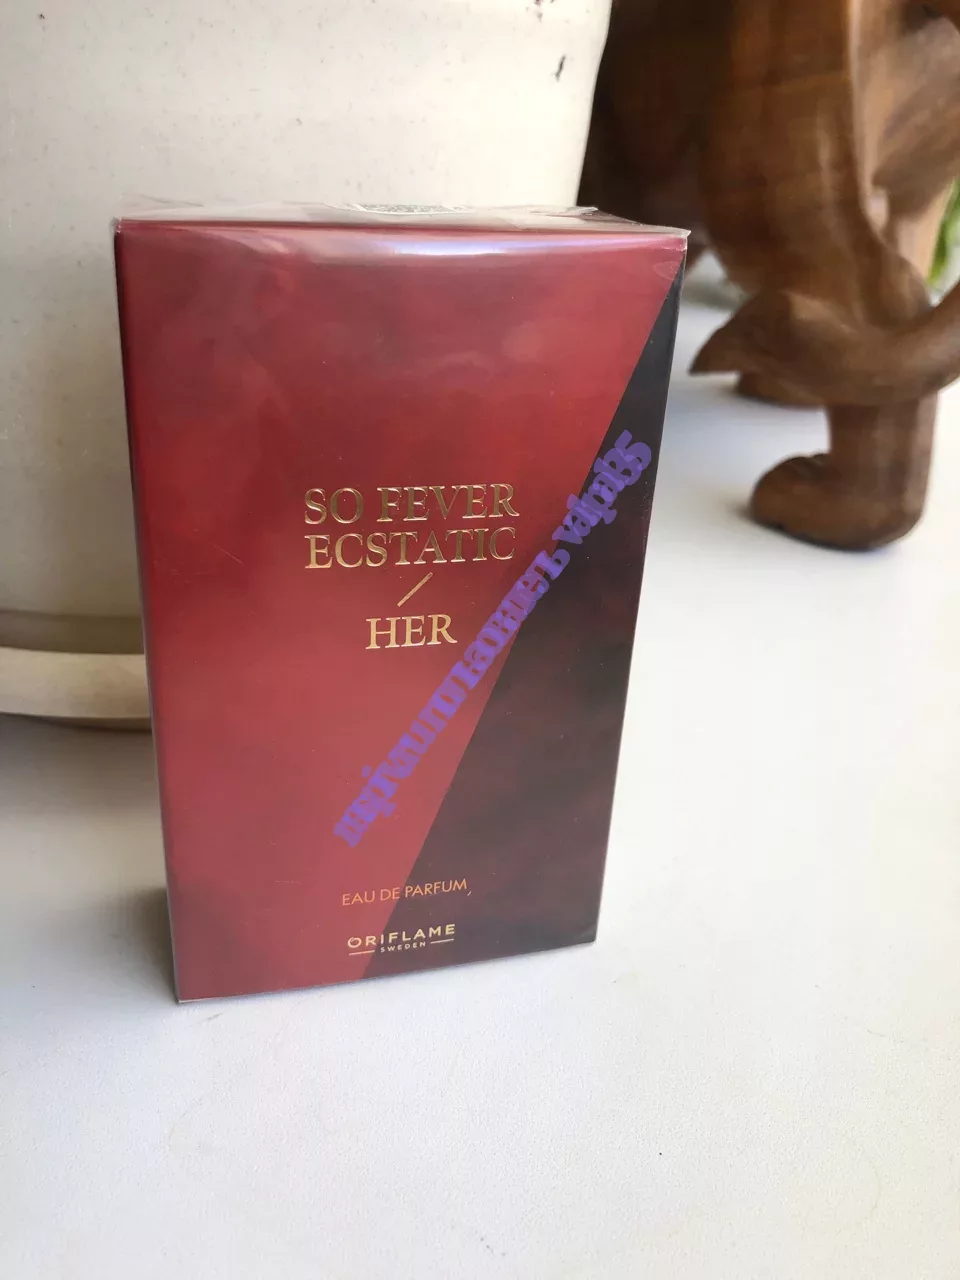 SO FEVER
ECSTATIC
/
HER
EAU DE PARFUM
ORIFLAME
SWEDEN